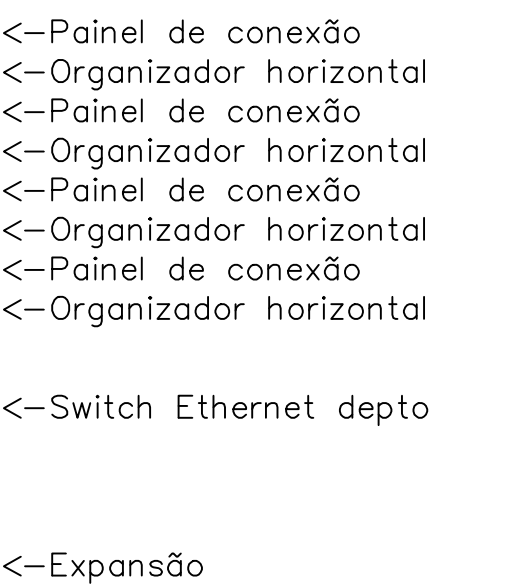 <-Painel de conexão
<-Organizador horizontal
<-Painel de conexão
<-Organizador horizontal
<-Painel de conexão
<-Organizador horizontal
<-Painel de conexão
<-Organizador horizontal
<-Switch Ethernet depto
<-Expansão